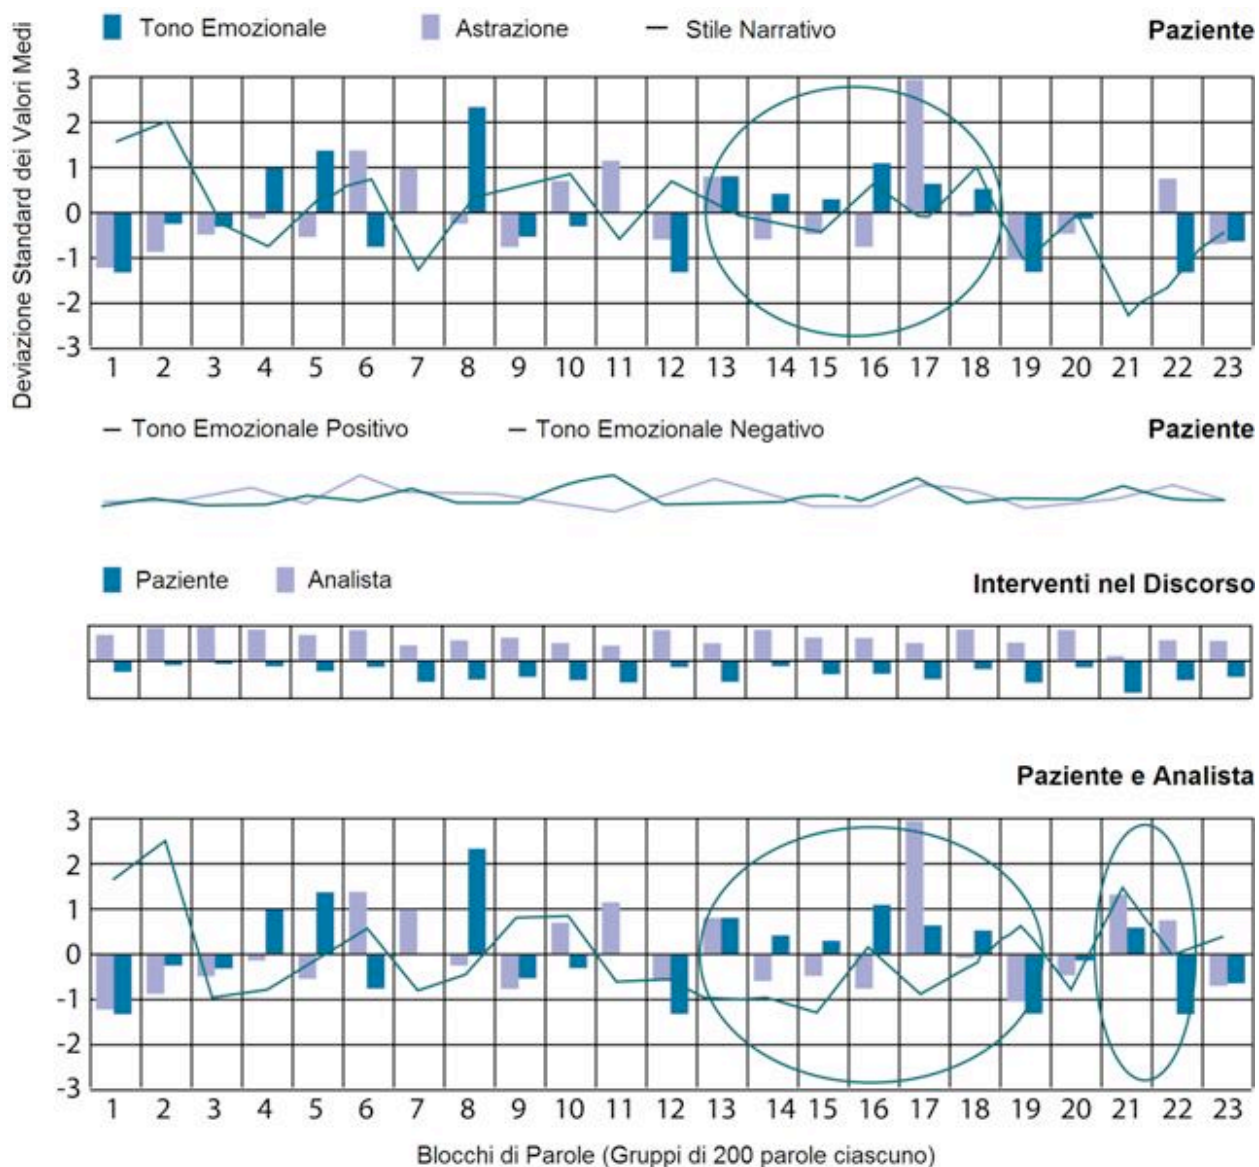 Deviazione Standard dei Valori Medi
Tono Emozionale Astrazione — Stile Narrativo Paziente
3
2
1
0
-1
-2
-3
1 2 3 4 5 6 7 8 9 10 11 12 13 14 15 16 17 18 19 20 21 22 23
— Tono Emozionale Positivo — Tono Emozionale Negativo Paziente
Paziente Analista Interventi nel Discorso
Paziente e Analista
3
2
1
0
-1
-2
-3
1 2 3 4 5 6 7 8 9 10 11 12 13 14 15 16 17 18 19 20 21 22 23
Blocchi di Parole (Gruppi di 200 parole ciascuno)